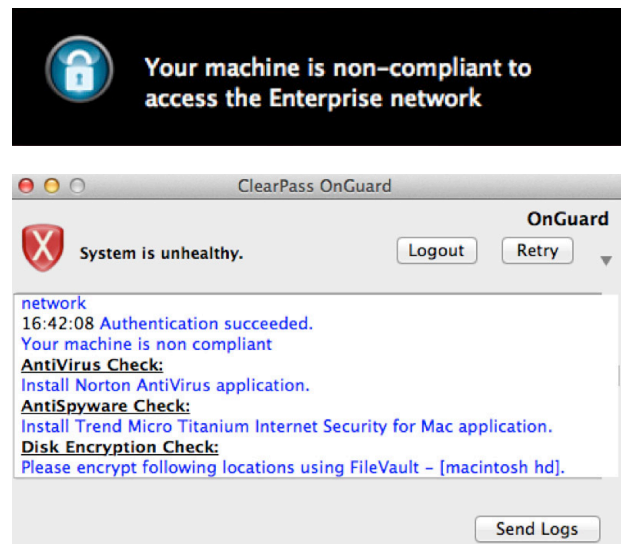 Your machine is non-compliant to
access the Enterprise network
ClearPass OnGuard
OnGuard
System is unhealthy.
Logout
Retry
network
16:42:08 Authentication succeeded.
Your machine is non compliant
AntiVirus Check:
Install Norton AntiVirus application.
AntiSpyware Check:
Install Trend Micro Titanium Internet Security for Mac application.
Disk Encryption Check:
Please encrypt following locations using FileVault - [macintosh hd].
Send Logs